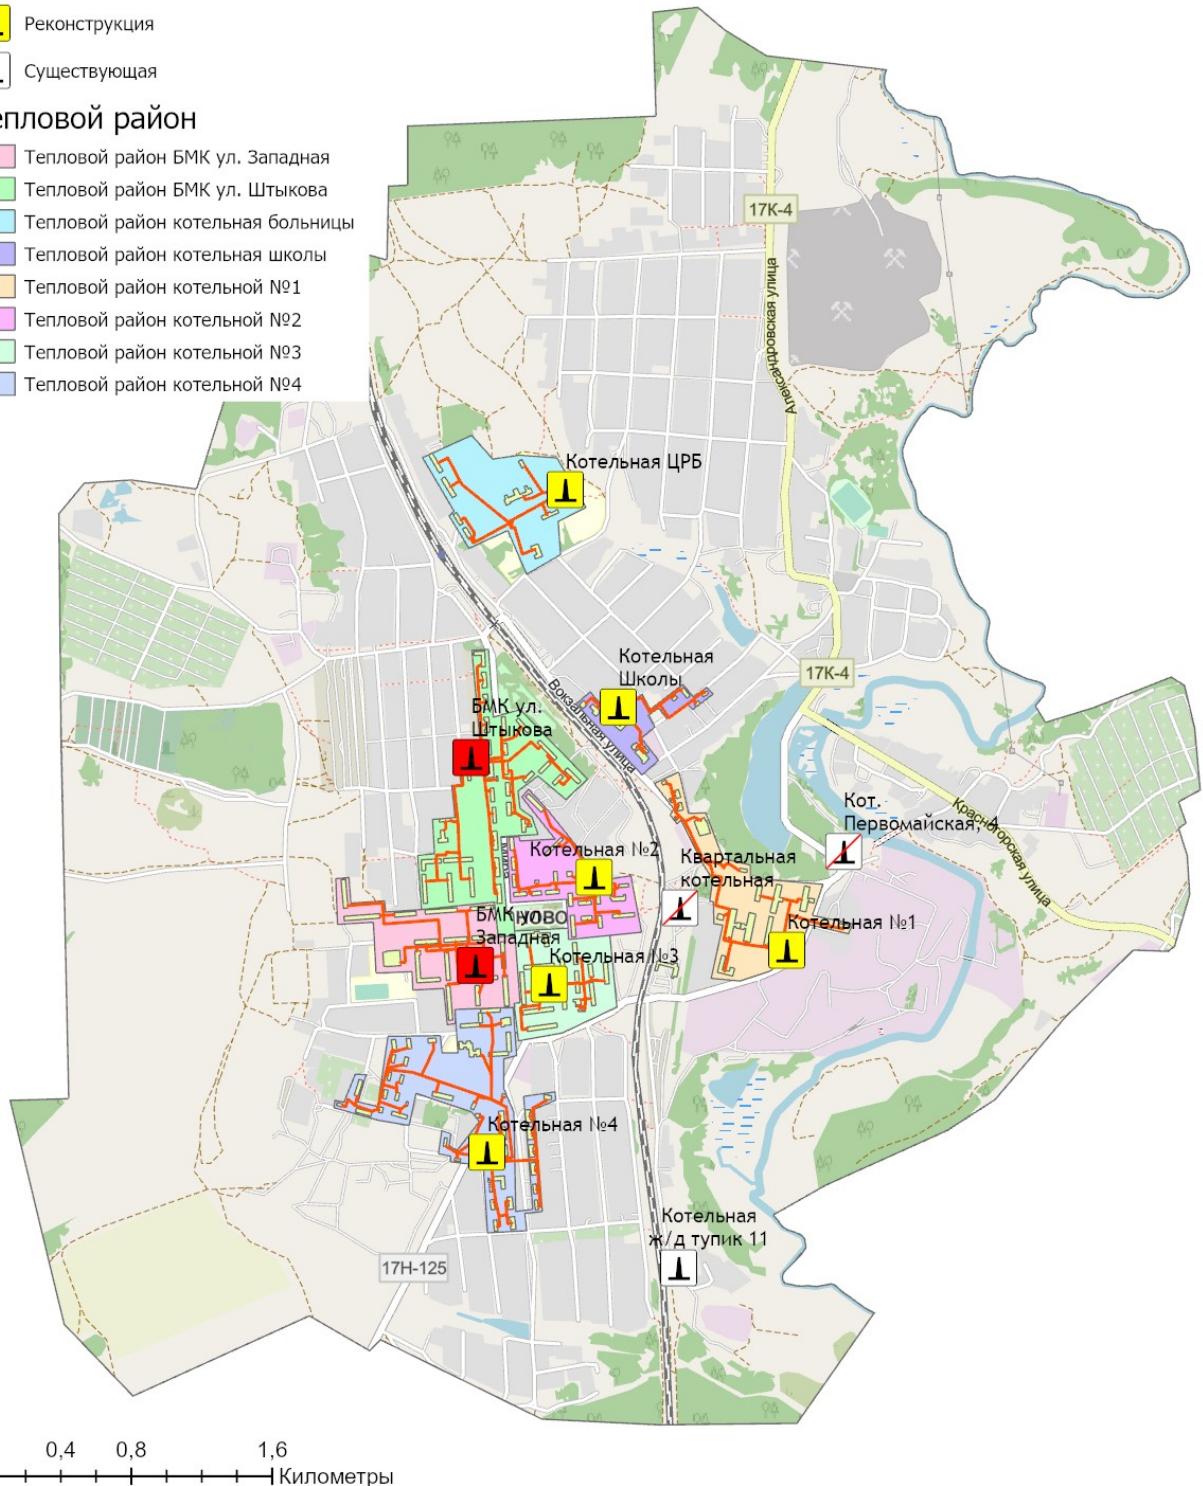 Реконструкция
Существующая
епловой район
Тепловой район БМК ул. Западная
Тепловой район БМК ул. Штыкова
Тепловой район котельная больницы
Тепловой район котельная школы
Тепловой район котельной №1
Тепловой район котельной №2
Тепловой район котельной №3
Тепловой район котельной №4
17К-4
Александровская улица
Котельная ЦРБ
Котельная
Школы
17К-4
Вокзальная улица
БМК ул.
Штыкова
Кот.
Первомайская, 4
Красногорская улица
Котельная №2
Квартальная
котельная
Котельная №1
НОВО
БМК ул.
Западная
Котельная №3
Котельная №4
Котельная
ж/д тупик 11
17Н-125
0,4 0,8 1,6
Километры